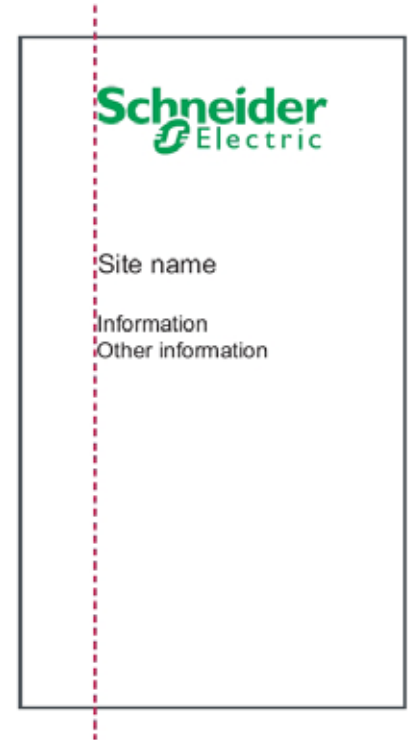 Schneider
Electric
Site name
Information
Other information